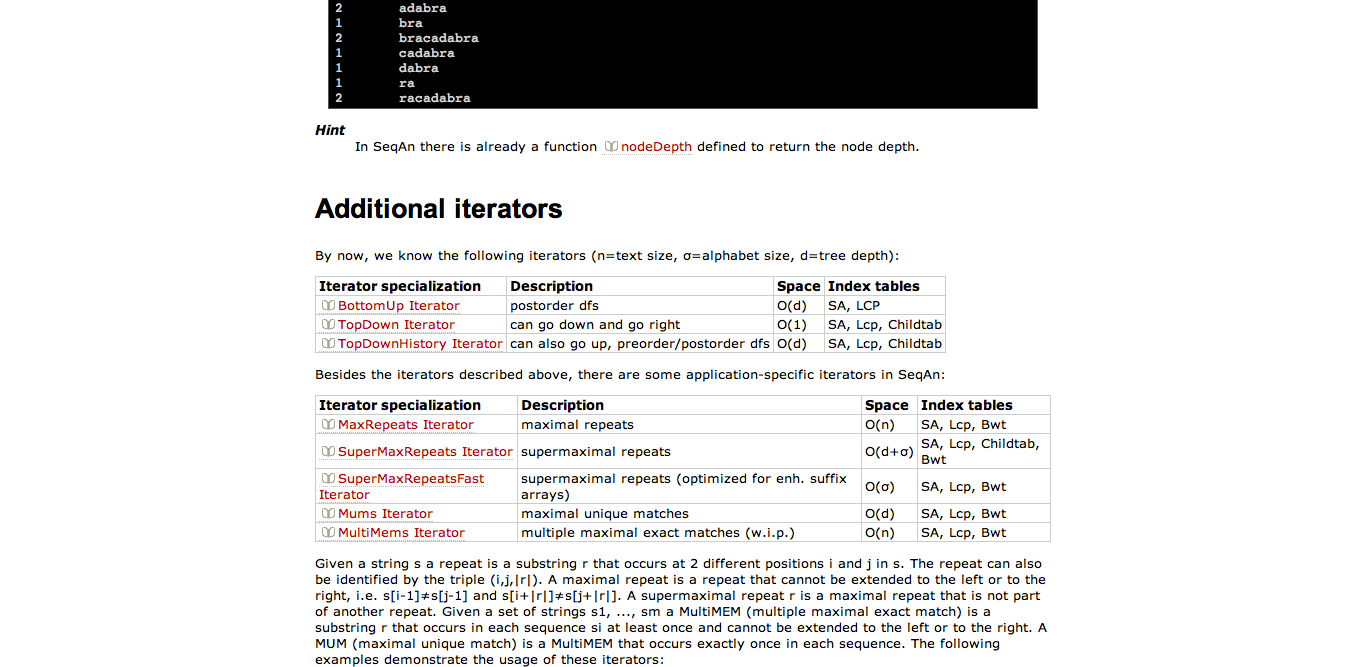 2 adabra
1 bra
2 bracadabra
1 cadabra
1 dabra
1 ra
2 racadabra
Hint
In SeqAn there is already a function nodeDepth defined to return the node depth.
Additional iterators
By now, we know the following iterators (n=text size, σ=alphabet size, d=tree depth):
Iterator specialization Description Space Index tables
BottomUp Iterator postorder dfs O(d) SA, LCP
TopDown Iterator can go down and go right O(1) SA, Lcp, Childtab
TopDownHistory Iterator can also go up, preorder/postorder dfs O(d) SA, Lcp, Childtab
Besides the iterators described above, there are some application-specific iterators in SeqAn:
Iterator specialization Description Space Index tables
MaxRepeats Iterator maximal repeats O(n) SA, Lcp, Bwt
SuperMaxRepeats Iterator supermaximal repeats O(d+σ) SA, Lcp, Childtab,
Bwt
SuperMaxRepeatsFast
Iterator
supermaximal repeats (optimized for enh. suffix
arrays)
O(σ) SA, Lcp, Bwt
Mums Iterator maximal unique matches O(d) SA, Lcp, Bwt
MultiMems Iterator multiple maximal exact matches (w.i.p.) O(n) SA, Lcp, Bwt
Given a string s a repeat is a substring r that occurs at 2 different positions i and j in s. The repeat can also
be identified by the triple (i,j,|r|). A maximal repeat is a repeat that cannot be extended to the left or to the
right, i.e. s[i-1]≠s[j-1] and s[i+|r|]≠s[j+|r|]. A supermaximal repeat r is a maximal repeat that is not part
of another repeat. Given a set of strings s1, ..., sm a MultiMEM (multiple maximal exact match) is a
substring r that occurs in each sequence si at least once and cannot be extended to the left or to the right. A
MUM (maximal unique match) is a MultiMEM that occurs exactly once in each sequence. The following
examples demonstrate the usage of these iterators: